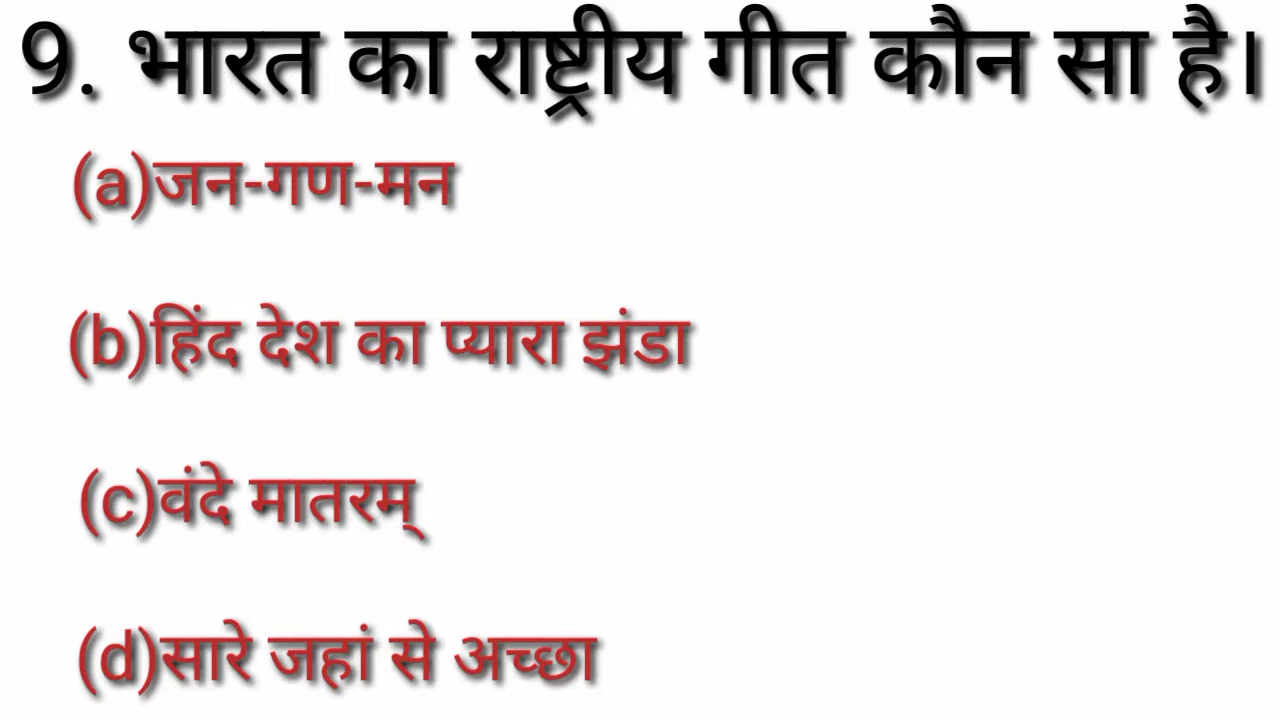 9. भारत का राष्ट्रीय गीत कौन सा है।
(a)जन-गण-मन
(b)हिंद देश का प्यारा झंडा
(c)वंदे मातरम्
(d)सारे जहां से अच्छा